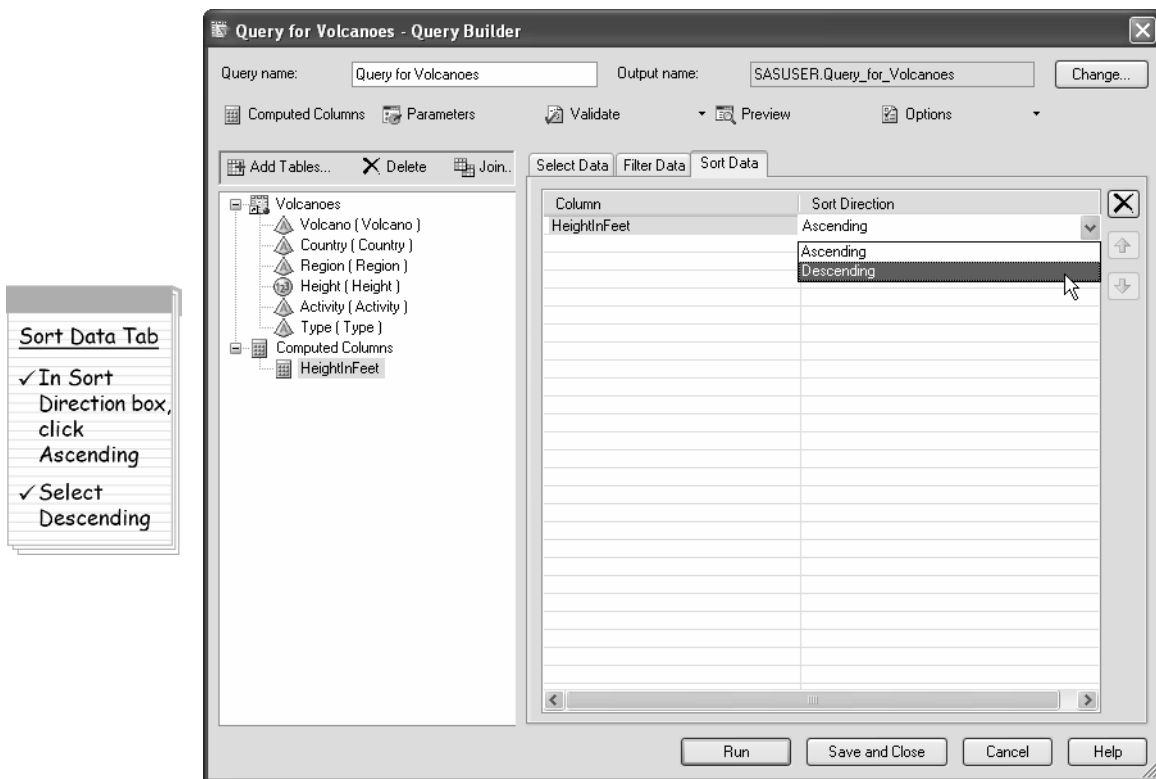 Sort Data Tab
✓ In Sort
Direction box,
click
Ascending
✓ Select
Descending
Query for Volcanoes - Query Builder
Query name: Query for Volcanoes Output name: SASUSER.Query_for_Volcanoes Change...
Computed Columns Parameters Validate Preview Options
Add Tables... Delete Join..
Select Data Filter Data Sort Data
Volcanoes
Volcano ( Volcano )
Country ( Country )
Region ( Region )
Height ( Height )
Activity ( Activity )
Type ( Type )
Computed Columns
HeightInFeet
Column Sort Direction
HeightInFeet Ascending
Ascending
Descending
Run Save and Close Cancel Help